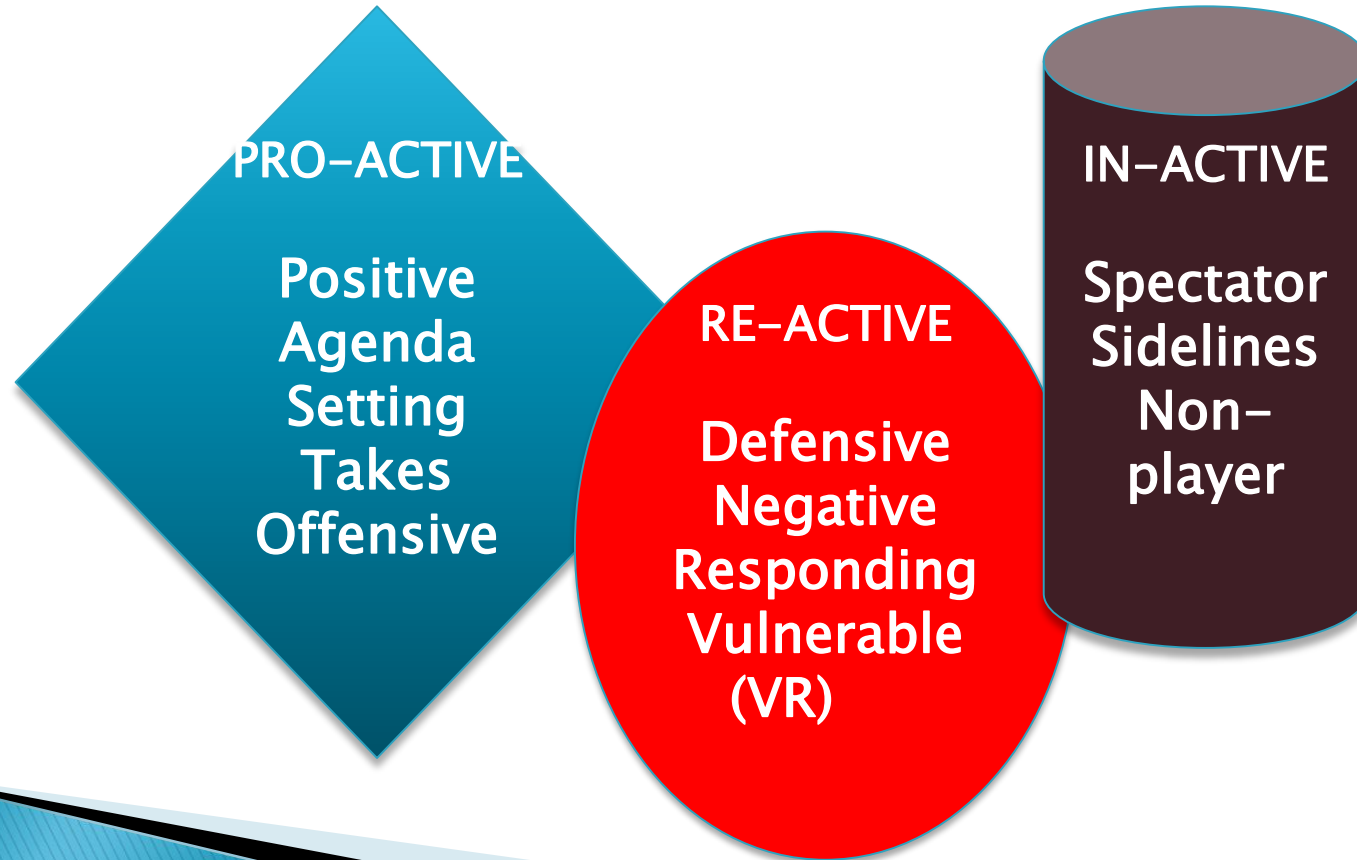 PRO-ACTIVE
Positive
Agenda
Setting
Takes
Offensive
RE-ACTIVE
Defensive
Negative
Responding
Vulnerable
(VR)
IN-ACTIVE
Spectator
Sidelines
Non-
player